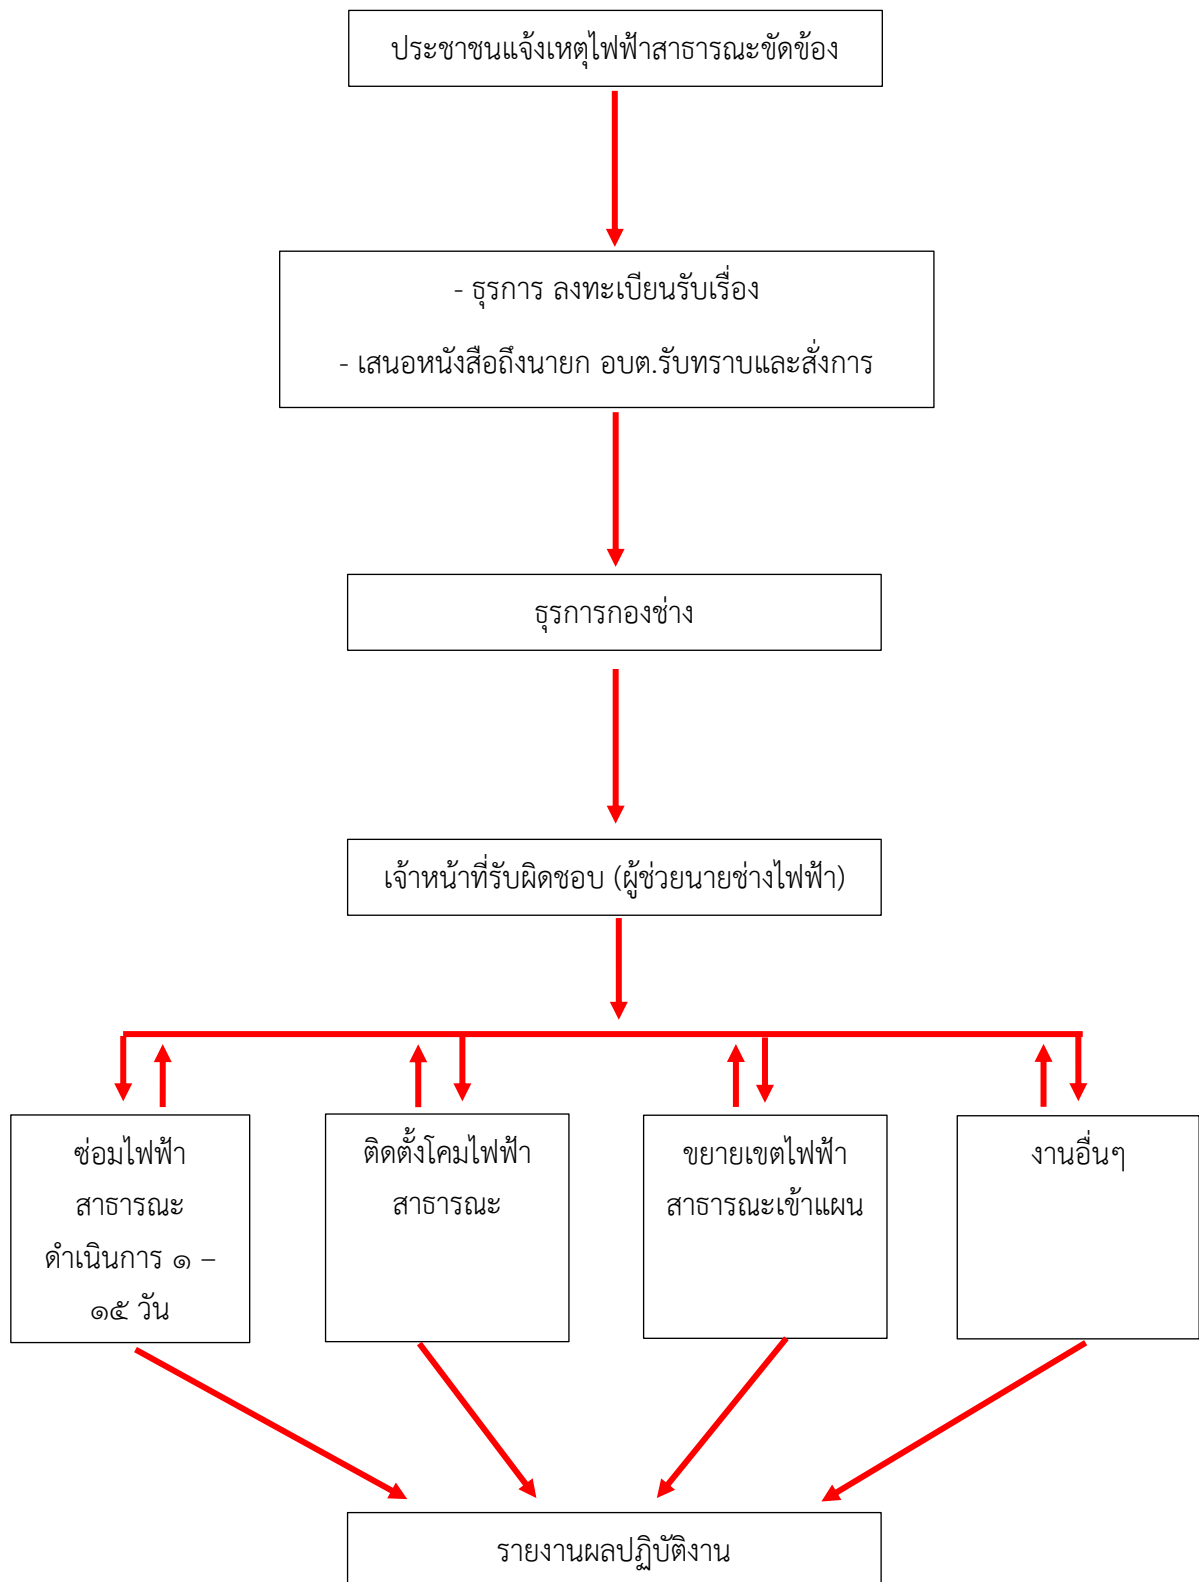 ประชาชนแจ้งเหตุไฟฟ้าสาธารณะขัดข้อง
- ธุรการ ลงทะเบียนรับเรื่อง
- เสนอหนังสือถึงนายก อบต.รับทราบและสั่งการ
ธุรการกองช่าง
เจ้าหน้าที่รับผิดชอบ (ผู้ช่วยนายช่างไฟฟ้า)
ซ่อมไฟฟ้า
สาธารณะ
ดำเนินการ ๑ –
๑๕ วัน
ติดตั้งโคมไฟฟ้า
สาธารณะ
ขยายเขตไฟฟ้า
สาธารณะเข้าแผน
งานอื่นๆ
รายงานผลปฏิบัติงาน